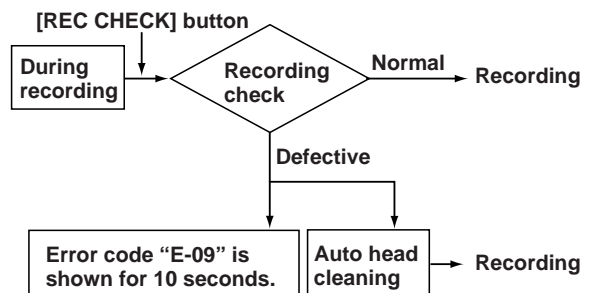 [REC CHECK] button
During
recording
Recording
check
Normal
Recording
Defective
Error code “E-09” is
shown for 10 seconds.
Auto head
cleaning
Recording